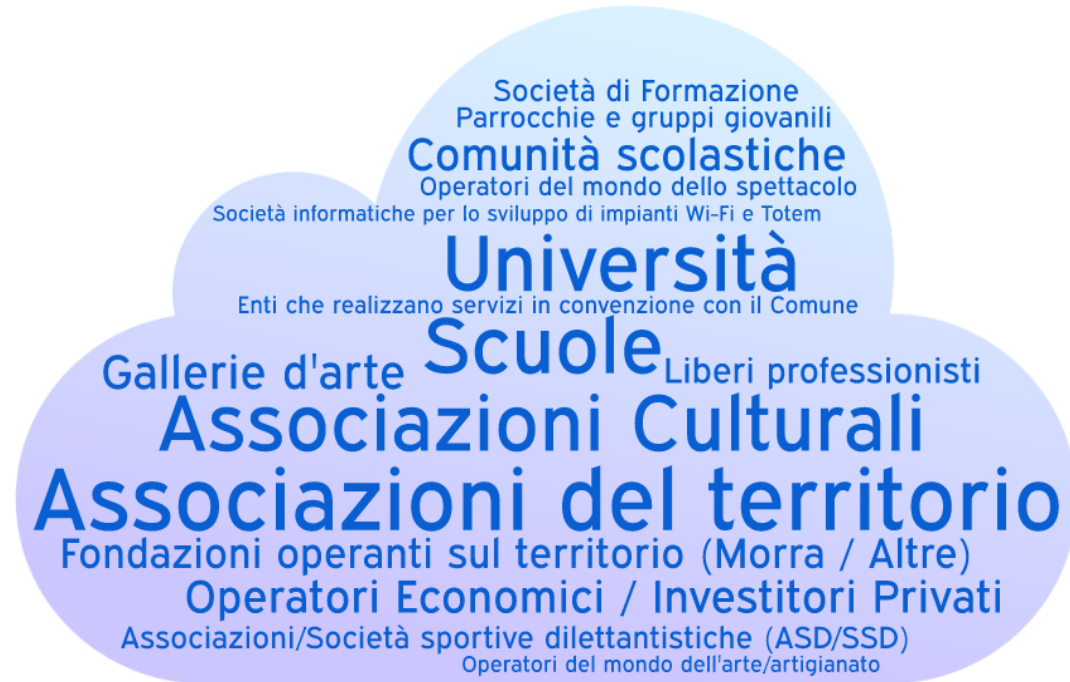 Società di Formazione
Parrocchie e gruppi giovanili
Comunità scolastiche
Operatori del mondo dello spettacolo
Società informatiche per lo sviluppo di impianti Wi-Fi e Totem
Università
Enti che realizzano servizi in convenzione con il Comune
Scuole
Gallerie d'arte
Liberi professionisti
Associazioni Culturali
Associazioni del territorio
Fondazioni operanti sul territorio (Morra / Altre)
Operatori Economici / Investitori Privati
Associazioni/Società sportive dilettantistiche (ASD/SSD)
Operatori del mondo dell'arte/artigianato